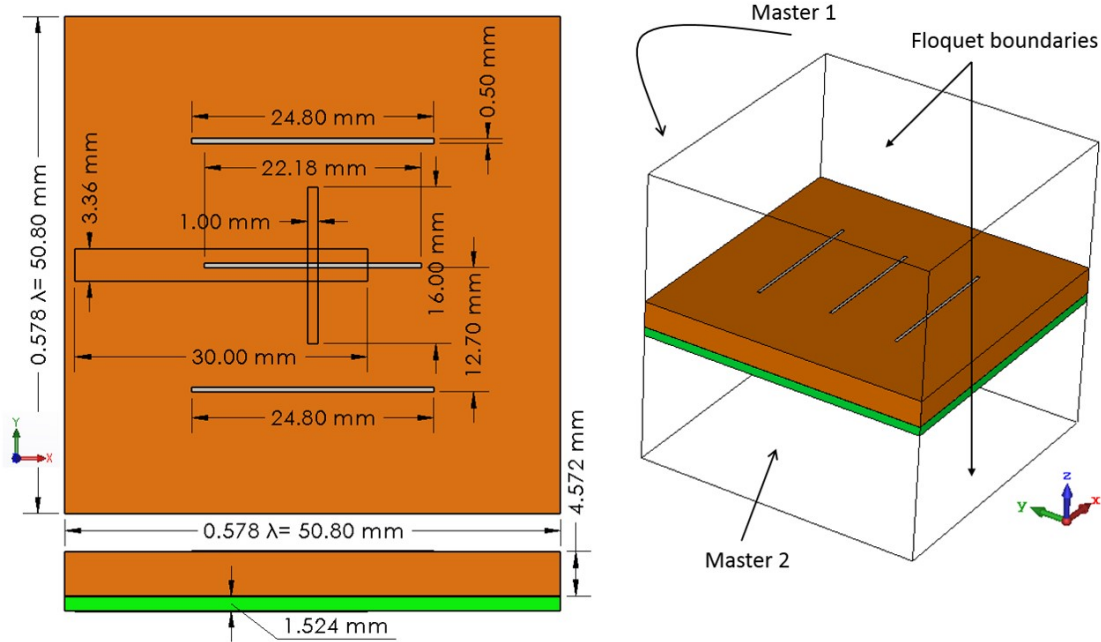 0.578 λ= 50.80 mm
24.80 mm
0.50 mm
22.18 mm
3.36 mm
1.00 mm
16.00 mm
30.00 mm
12.70 mm
24.80 mm
Y
X
4.572 mm
0.578 λ= 50.80 mm
1.524 mm
Master 1
Floquet boundaries
Master 2
z
y
x